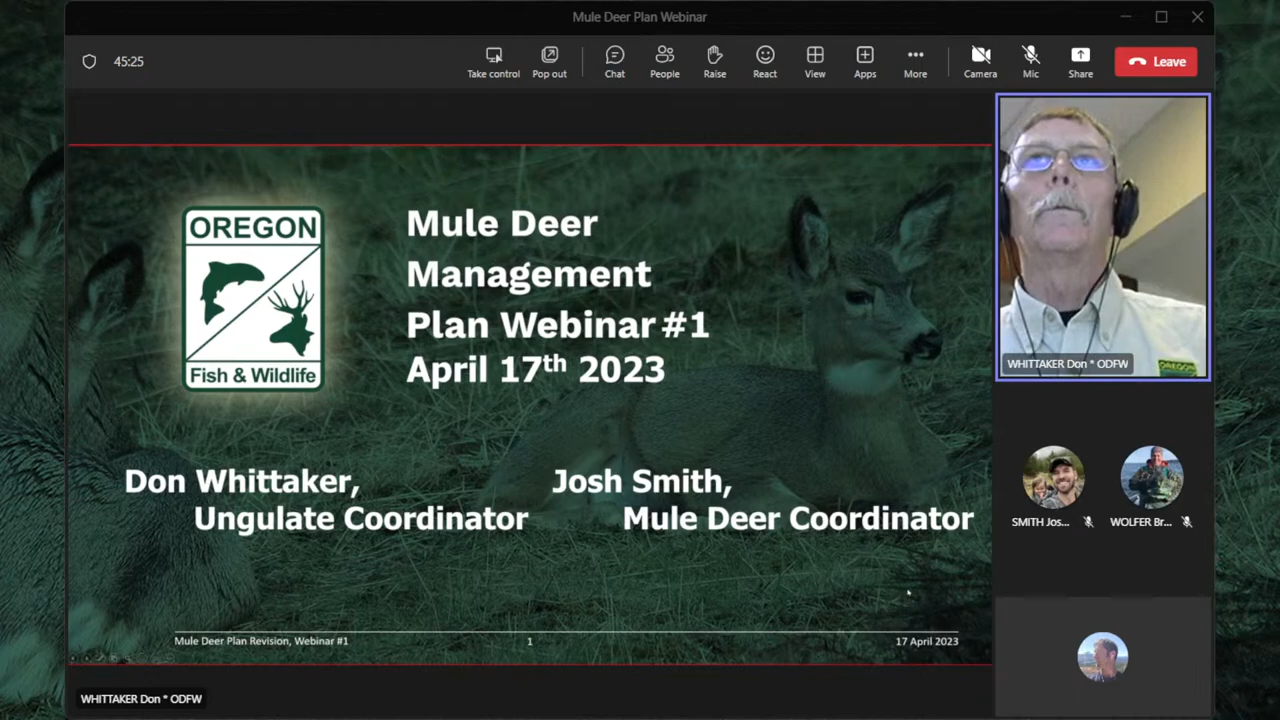 Mule Deer Plan Webinar
45:25
Take control
Pop out
Chat
People
Raise
React
View
Apps
More
Camera
Mic
Share
Leave
OREGON
Fish & Wildlife
Mule Deer
Management
Plan Webinar #1
April 17th 2023
Don Whittaker,
Ungulate Coordinator
Josh Smith,
Mule Deer Coordinator
Mule Deer Plan Revision, Webinar #1
1
17 April 2023
WHITTAKER Don * ODFW
OREGON
WHITTAKER Don * ODFW
SMITH Jos...
WOLFER Br...